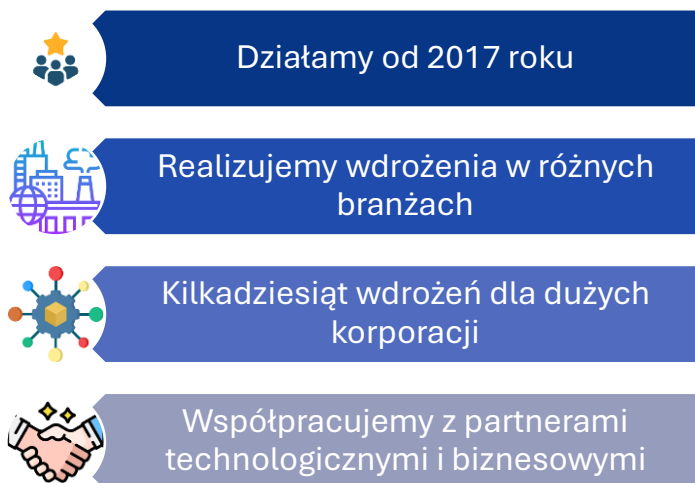 Działamy od 2017 roku
Realizujemy wdrożenia w różnych
branżach
Kilkadziesiąt wdrożeń dla dużych
korporacji
Współpracujemy z partnerami
technologicznymi i biznesowymi